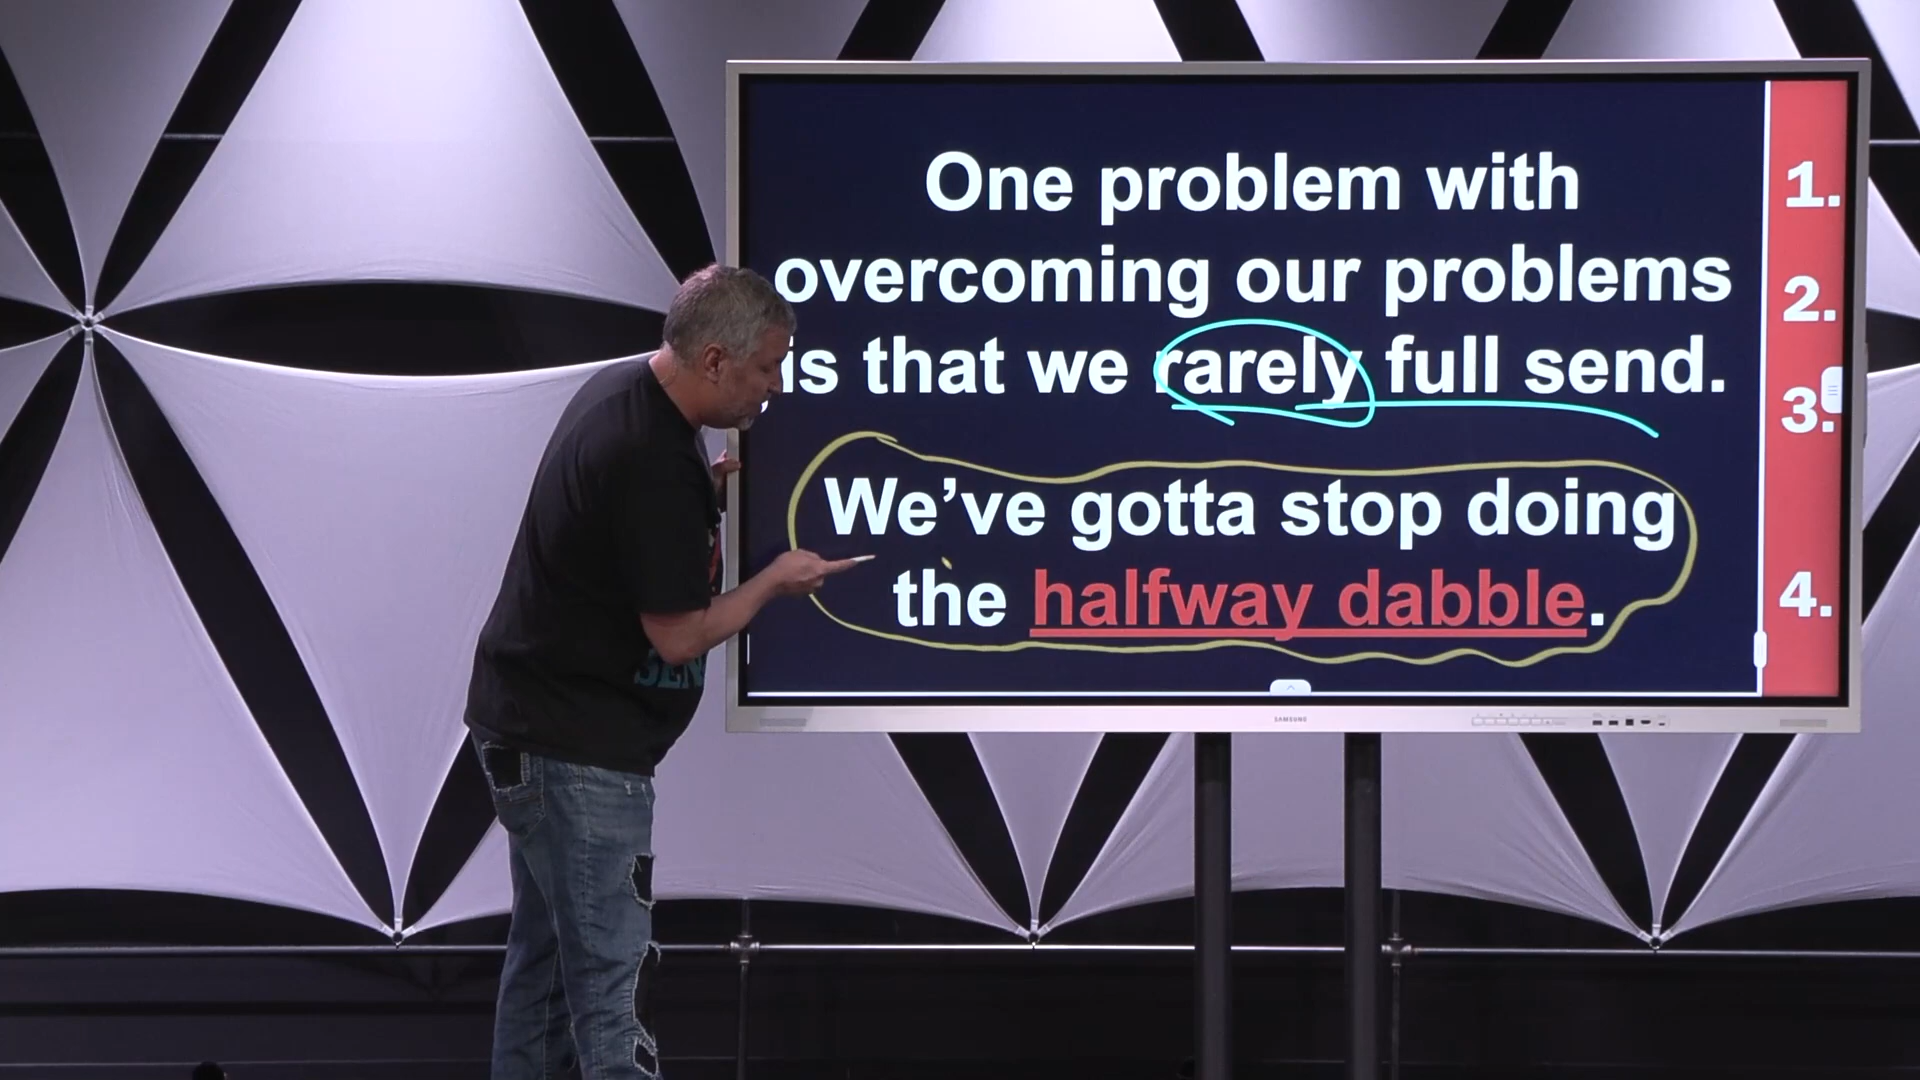 One problem with
overcoming our problems
is that we rarely full send.
We've gotta stop doing
the halfway dabble.
1.
2.
3.
4.
SAMSUNG